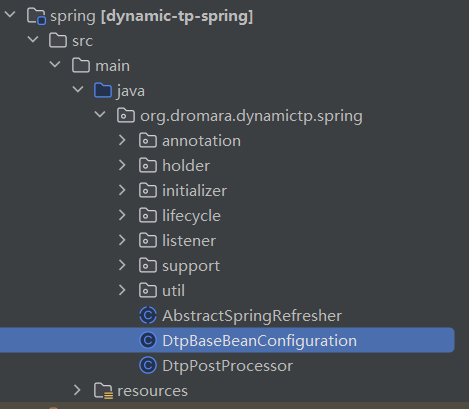 spring [dynamic-tp-spring]
src
main
java
org.dromara.dynamictp.spring
annotation
holder
initializer
lifecycle
listener
support
util
AbstractSpringRefresher
DtpBaseBeanConfiguration
DtpPostProcessor
resources